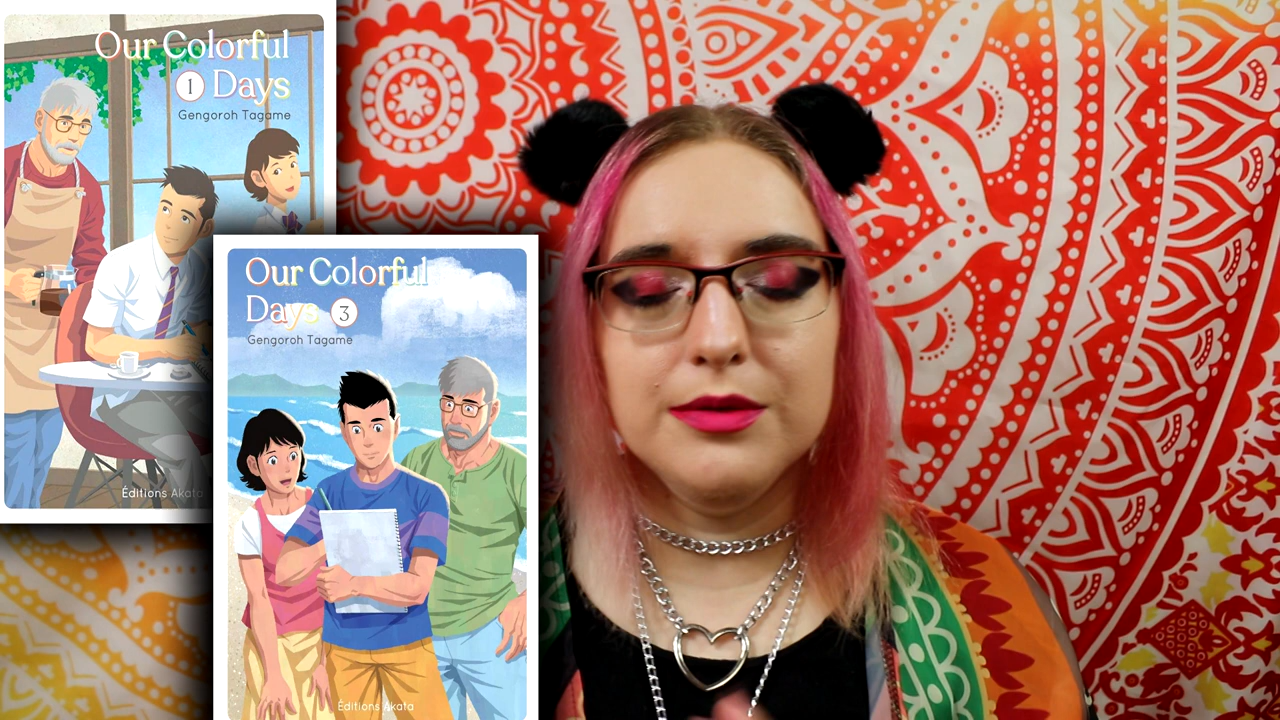 Our Colorful
1 Days
Gengoroh Tagame
Éditions Akata
Our Colorful
Days 3
Gengoroh Tagame
Éditions Akata